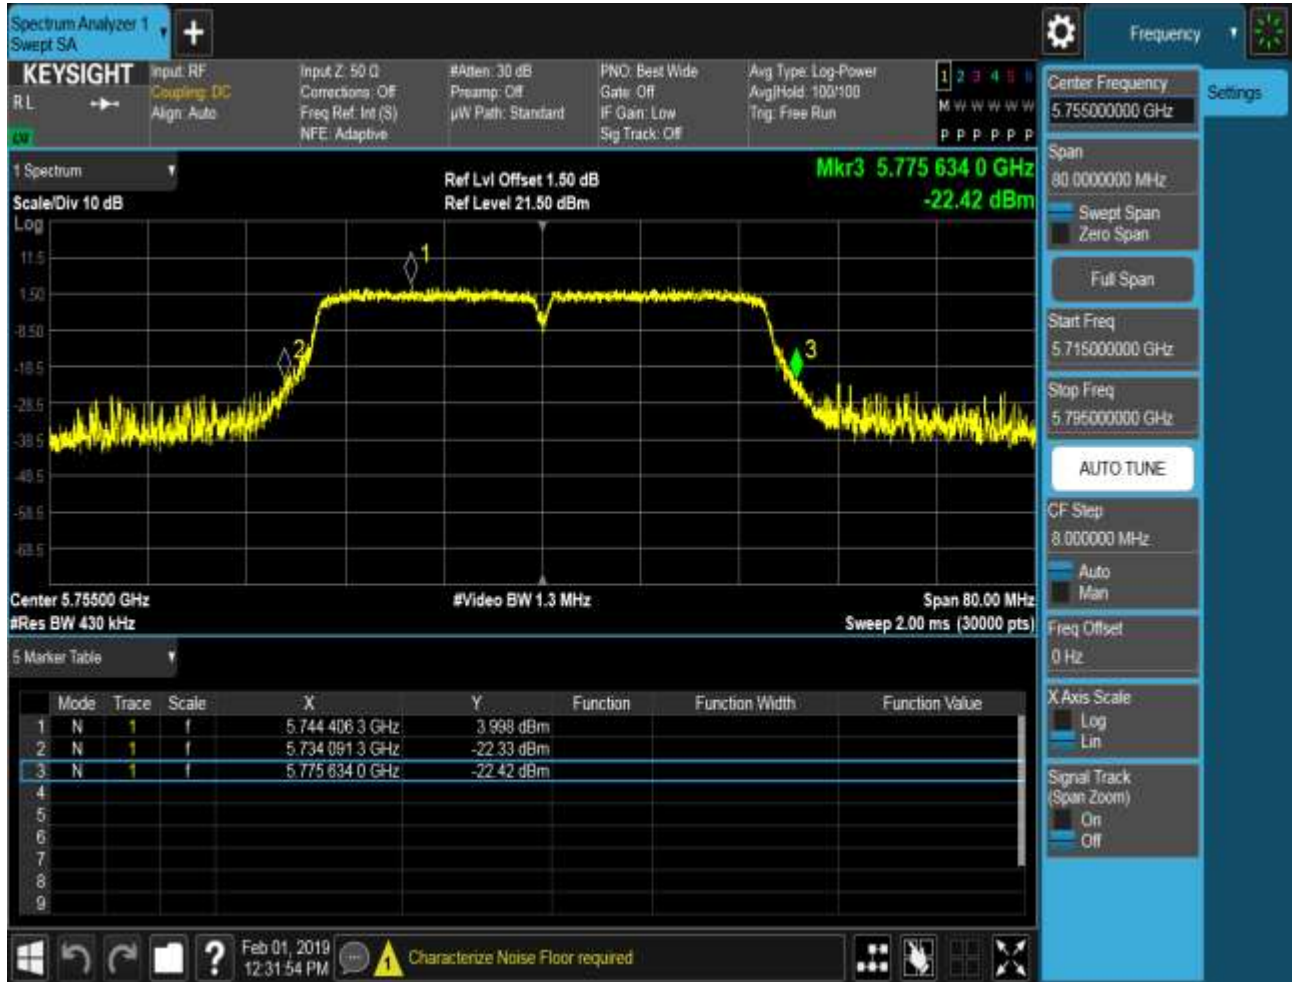 Spectrum Analyzer 1
Swept SA
Frequency
KEYSIGHT
RL
Input: RF
Coupling: DC
Align: Auto
Input Z: 50 Ω
Corrections: Off
Freq Ref: Int (S)
NFE: Adaptive
#Atten: 30 dB
Preamp: Off
µW Path: Standard
PNO: Best Wide
Gate: Off
IF Gain: Low
Sig Track: Off
Avg Type: Log-Power
Avg|Hold: 100/100
Trig: Free Run
1 2 3 4 5 6
M W W W W W
P P P P P P
1 Spectrum
Scale/Div 10 dB
Ref Lvl Offset 1.50 dB
Ref Level 21.50 dBm
Mkr3 5.775 634 0 GHz
-22.42 dBm
Log
11.5
1.50
-8.50
-18.5
-28.5
-38.5
-48.5
-58.5
-68.5
1
2
3
Center 5.75500 GHz
#Res BW 430 kHz
#Video BW 1.3 MHz
Span 80.00 MHz
Sweep 2.00 ms (30000 pts)
5 Marker Table
Mode Trace Scale X Y Function Function Width Function Value
1 N 1 f 5.744 406 3 GHz 3.998 dBm
2 N 1 f 5.734 091 3 GHz -22.33 dBm
3 N 1 f 5.775 634 0 GHz -22.42 dBm
4
5
6
7
8
9
Center Frequency
5.755000000 GHz
Settings
Span
80.0000000 MHz
Swept Span
Zero Span
Full Span
Start Freq
5.715000000 GHz
Stop Freq
5.795000000 GHz
AUTO TUNE
CF Step
8.000000 MHz
Auto
Man
Freq Offset
0 Hz
X Axis Scale
Log
Lin
Signal Track
(Span Zoom)
On
Off
?
Feb 01, 2019
12:31:54 PM
1
Characterize Noise Floor required